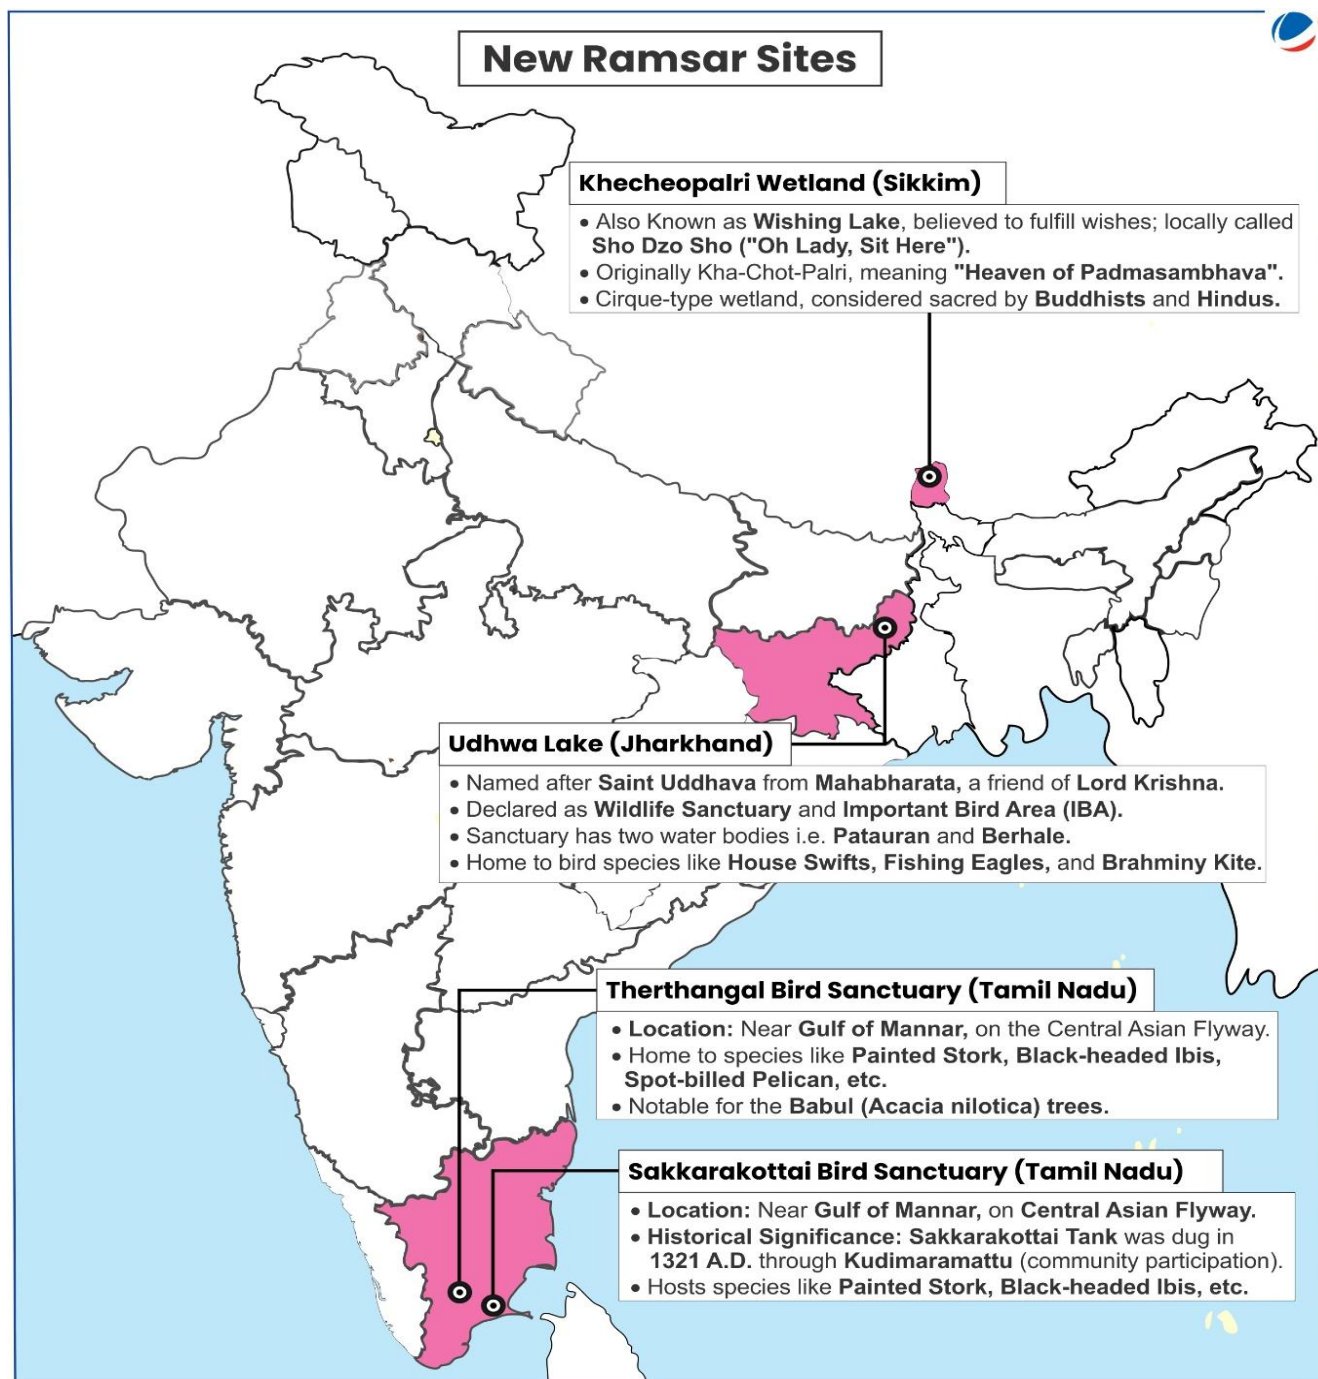 New Ramsar Sites
Khecheopalri Wetland (Sikkim)
• Also Known as Wishing Lake, believed to fulfill wishes; locally called
Sho Dzo Sho ("Oh Lady, Sit Here").
• Originally Kha-Chot-Palri, meaning "Heaven of Padmasambhava".
• Cirque-type wetland, considered sacred by Buddhists and Hindus.
Udhwa Lake (Jharkhand)
• Named after Saint Uddhava from Mahabharata, a friend of Lord Krishna.
• Declared as Wildlife Sanctuary and Important Bird Area (IBA).
• Sanctuary has two water bodies i.e. Patauran and Berhale.
• Home to bird species like House Swifts, Fishing Eagles, and Brahminy Kite.
Therthangal Bird Sanctuary (Tamil Nadu)
• Location: Near Gulf of Mannar, on the Central Asian Flyway.
• Home to species like Painted Stork, Black-headed Ibis,
Spot-billed Pelican, etc.
• Notable for the Babul (Acacia nilotica) trees.
Sakkarakottai Bird Sanctuary (Tamil Nadu)
• Location: Near Gulf of Mannar, on Central Asian Flyway.
• Historical Significance: Sakkarakottai Tank was dug in
1321 A.D. through Kudimaramattu (community participation).
• Hosts species like Painted Stork, Black-headed Ibis, etc.